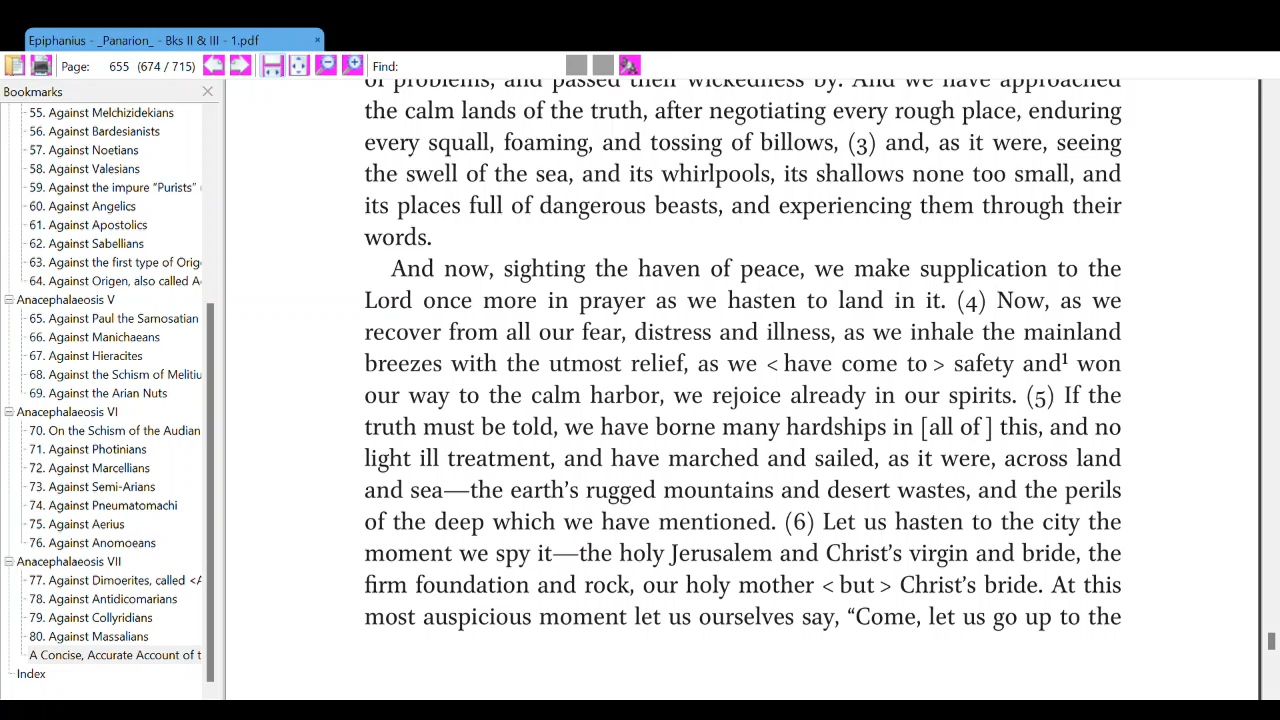 Epiphanius - _Panarion_ - Bks II & III - 1.pdf ×
Page: 655 (674 / 715) Find:
Bookmarks
55. Against Melchizidekians
56. Against Bardesianists
57. Against Noetians
58. Against Valesians
59. Against the impure “Purists” (
60. Against Angelics
61. Against Apostolics
62. Against Sabellians
63. Against the first type of Orig
64. Against Origen, also called A
Anacephalaeosis V
65. Against Paul the Samosatian
66. Against Manichaeans
67. Against Hieracites
68. Against the Schism of Melitiu
69. Against the Arian Nuts
Anacephalaeosis VI
70. On the Schism of the Audian
71. Against Photinians
72. Against Marcellians
73. Against Semi-Arians
74. Against Pneumatomachi
75. Against Aerius
76. Against Anomoeans
Anacephalaeosis VII
77. Against Dimoerites, called <A
78. Against Antidicomarians
79. Against Collyridians
80. Against Massalians
A Concise, Accurate Account of t
Index
of problems, and passed their wickedness by. And we have approached
the calm lands of the truth, after negotiating every rough place, enduring
every squall, foaming, and tossing of billows, (3) and, as it were, seeing
the swell of the sea, and its whirlpools, its shallows none too small, and
its places full of dangerous beasts, and experiencing them through their
words.
And now, sighting the haven of peace, we make supplication to the
Lord once more in prayer as we hasten to land in it. (4) Now, as we
recover from all our fear, distress and illness, as we inhale the mainland
breezes with the utmost relief, as we < have come to > safety and¹ won
our way to the calm harbor, we rejoice already in our spirits. (5) If the
truth must be told, we have borne many hardships in [all of ] this, and no
light ill treatment, and have marched and sailed, as it were, across land
and sea—the earth’s rugged mountains and desert wastes, and the perils
of the deep which we have mentioned. (6) Let us hasten to the city the
moment we spy it—the holy Jerusalem and Christ’s virgin and bride, the
firm foundation and rock, our holy mother < but > Christ’s bride. At this
most auspicious moment let us ourselves say, “Come, let us go up to the